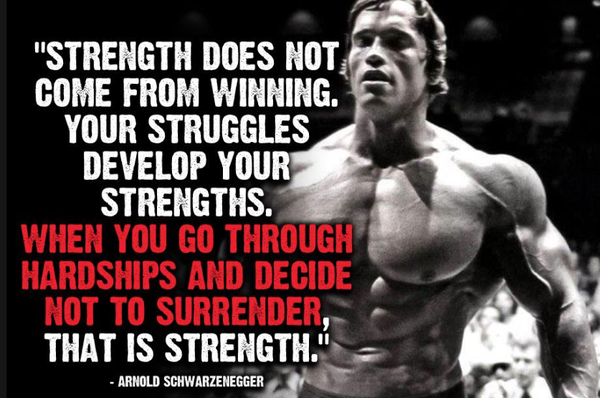 "STRENGTH DOES NOT
COME FROM WINNING.
YOUR STRUGGLES
DEVELOP YOUR
STRENGTHS.
WHEN YOU GO THROUGH
HARDSHIPS AND DECIDE
NOT TO SURRENDER,
THAT IS STRENGTH."
- ARNOLD SCHWARZENEGGER